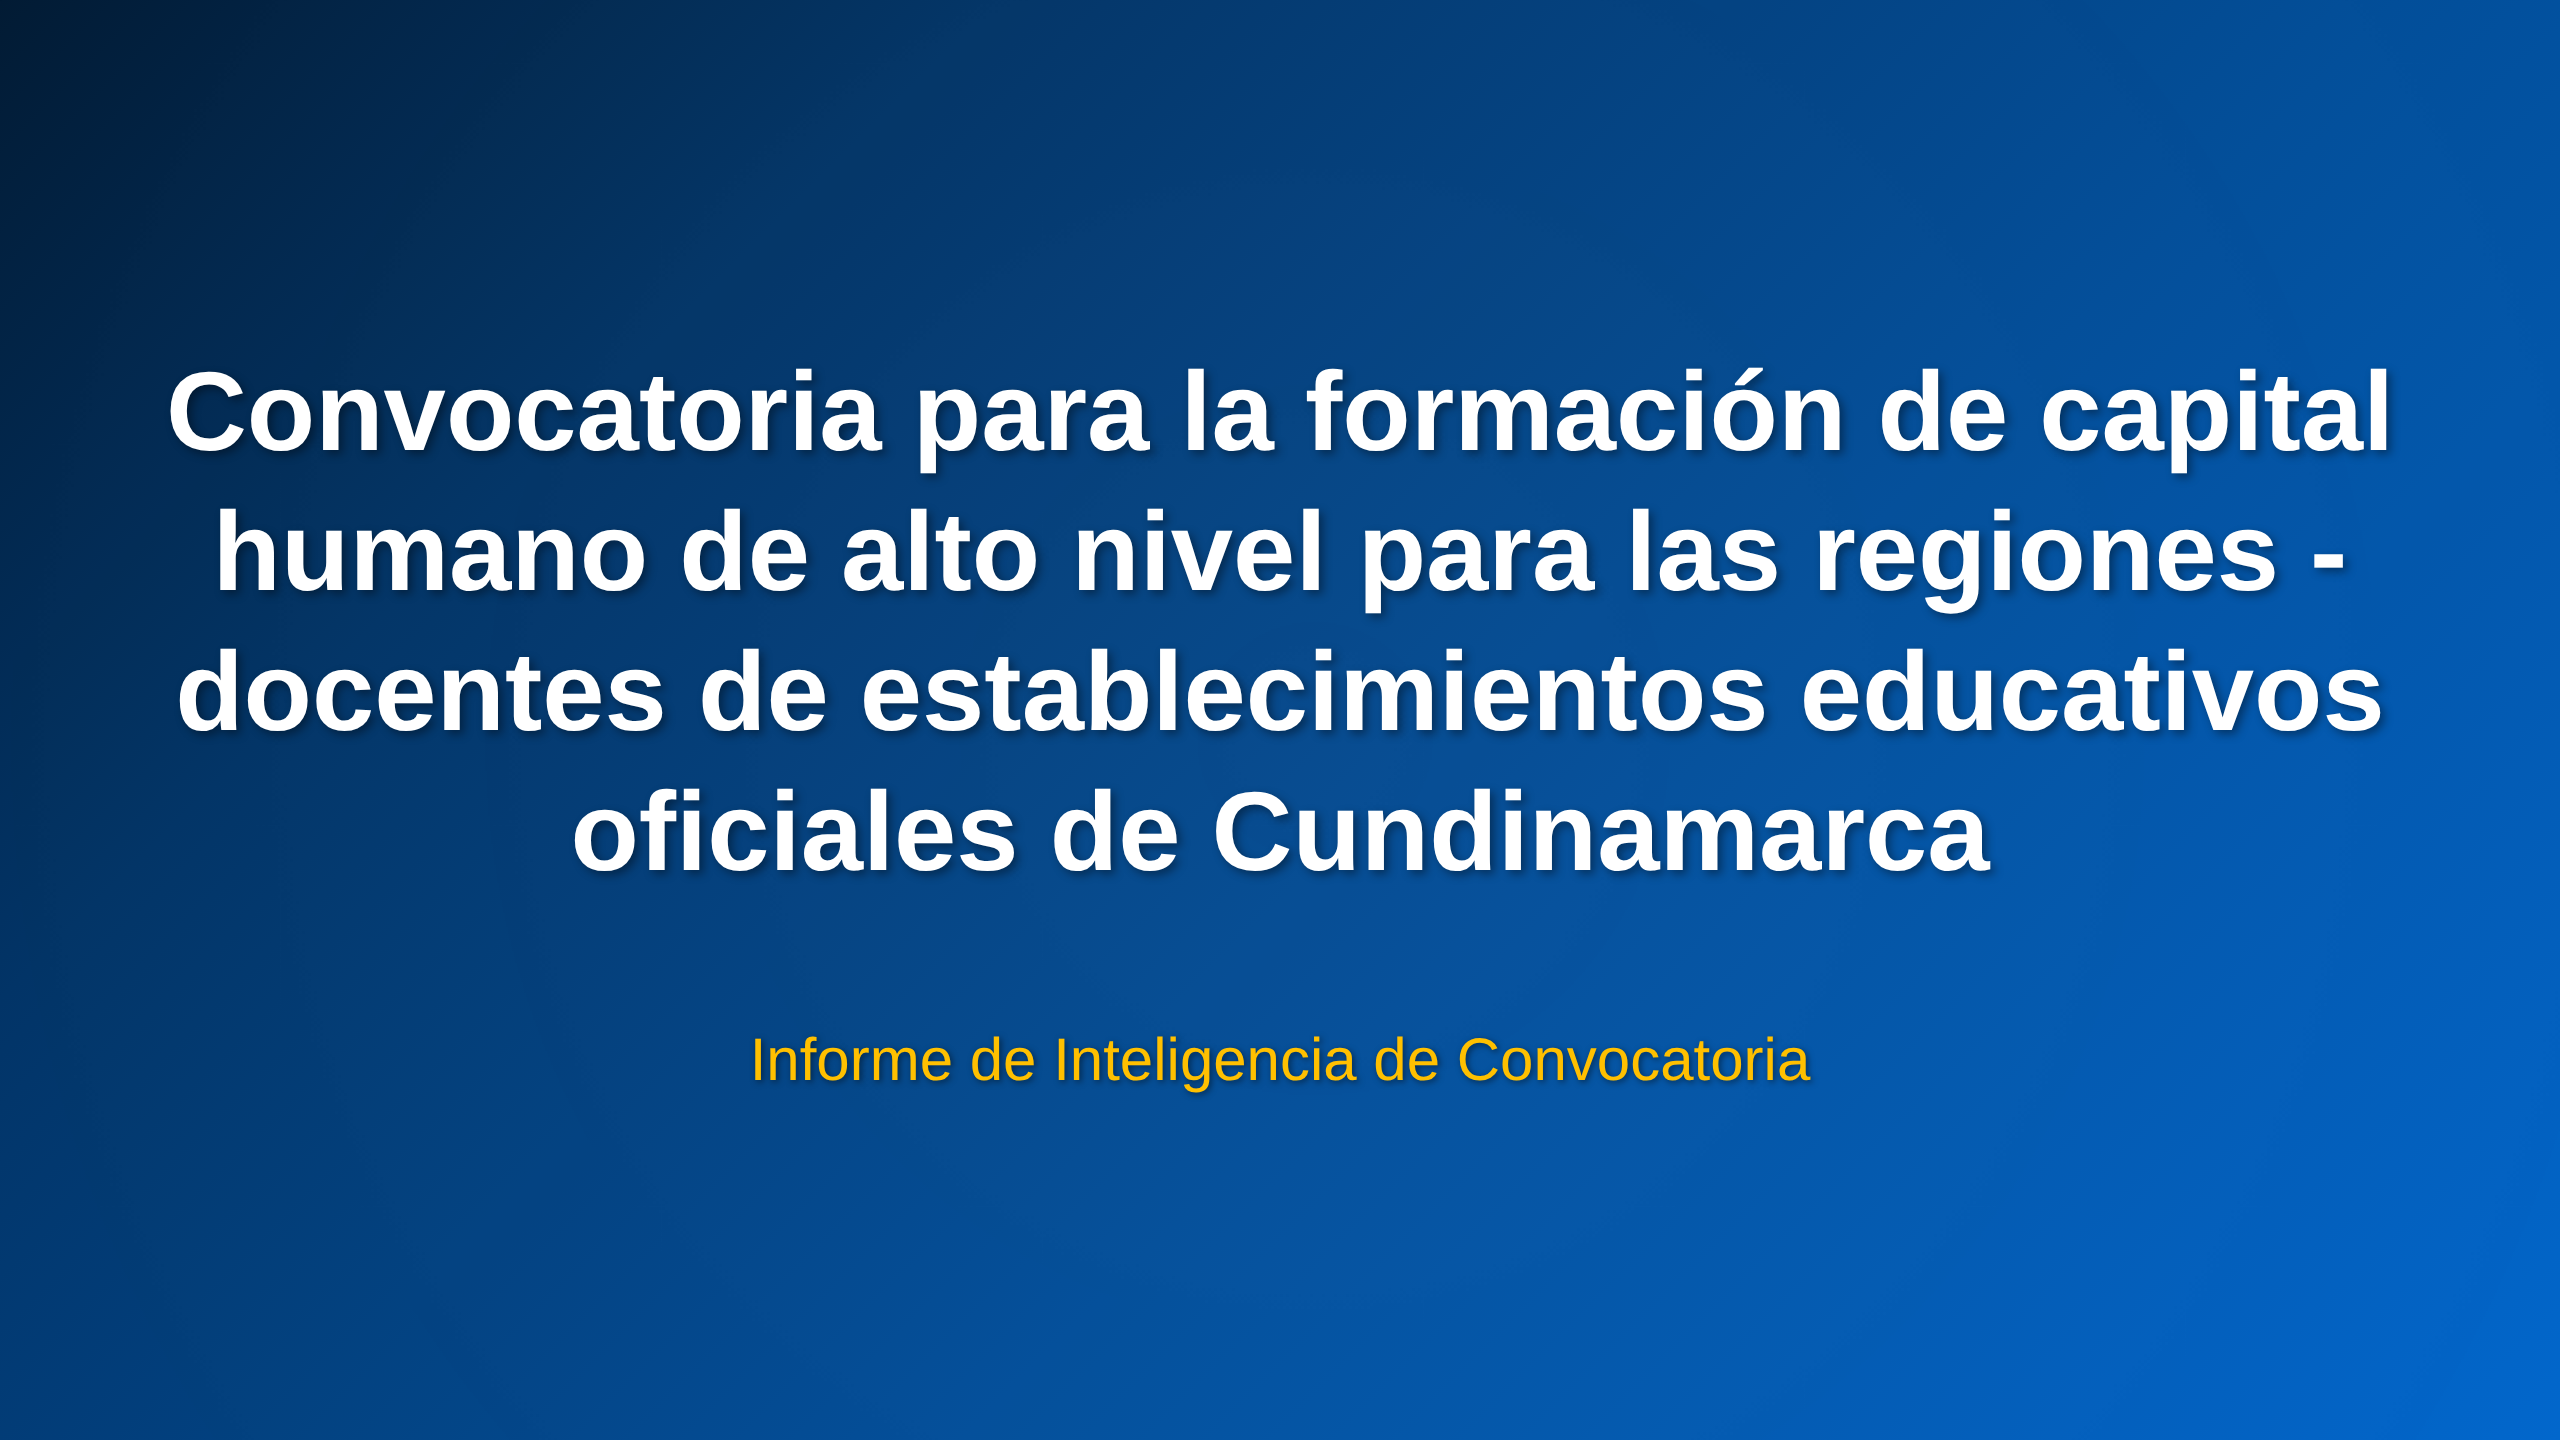 Convocatoria para la formación de capital
humano de alto nivel para las regiones -
docentes de establecimientos educativos
oficiales de Cundinamarca
Informe de Inteligencia de Convocatoria